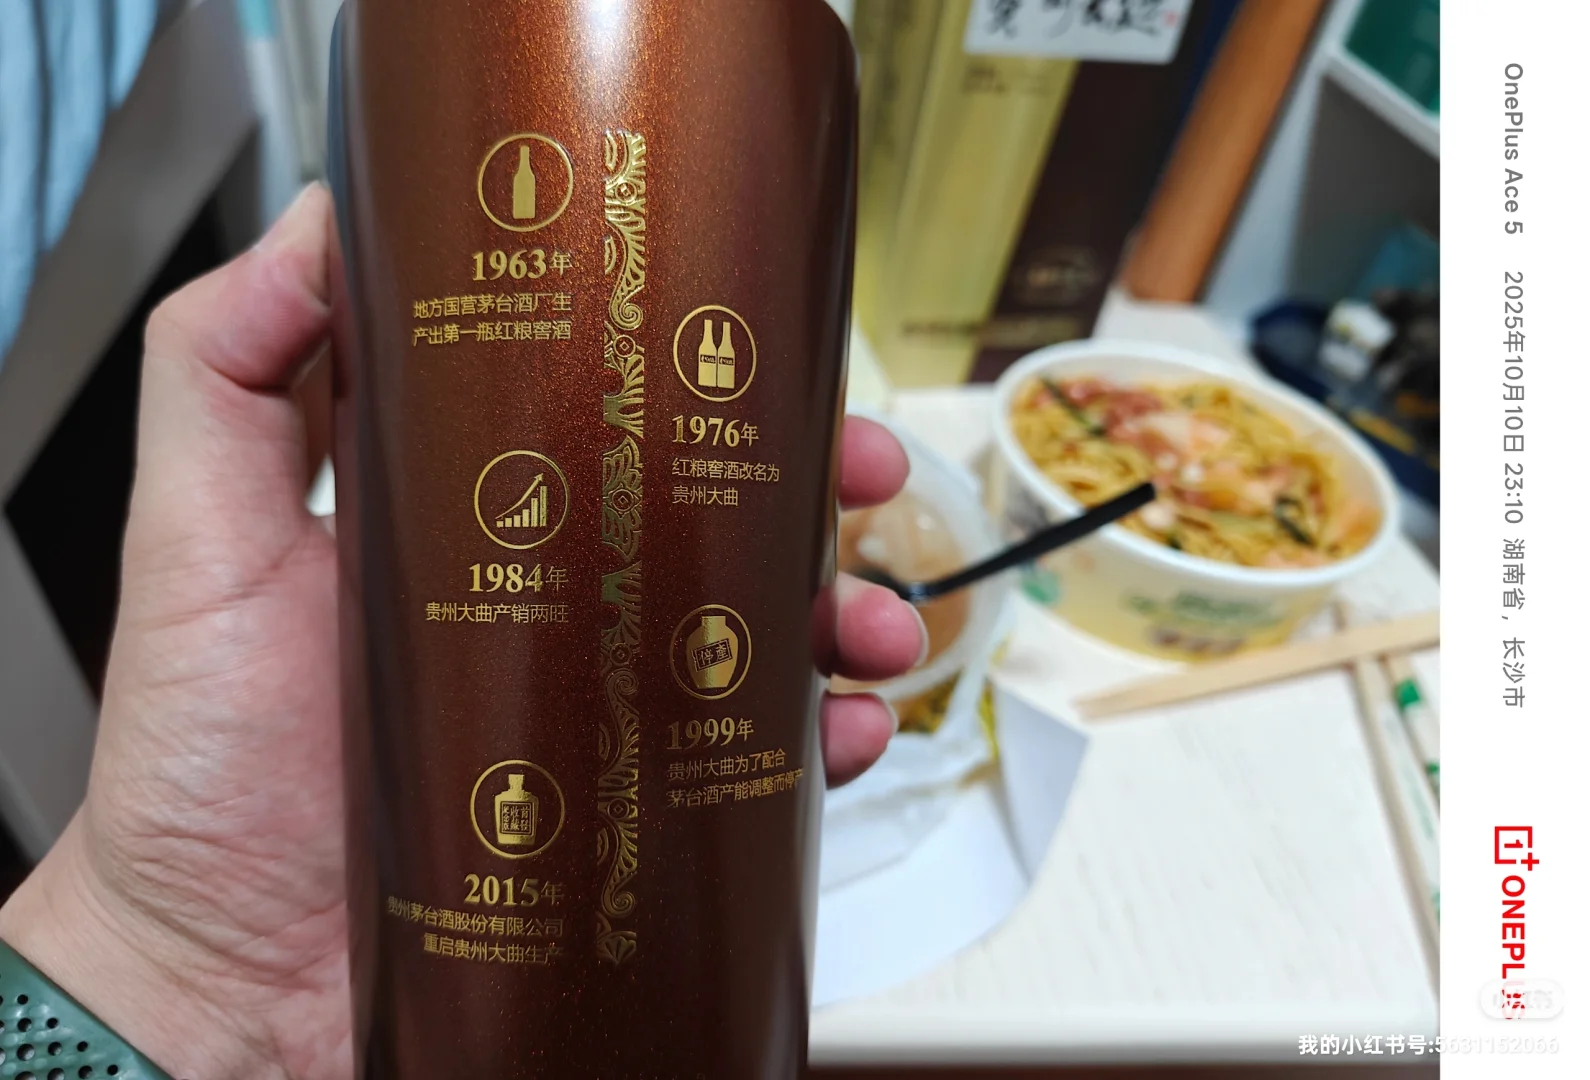 1963年
地方国营茅台酒厂生
产出第一瓶红粮窖酒
1976年
红粮窖酒改名为
贵州大曲
1984年
贵州大曲产销两旺
停産
1999年
贵州大曲为了配合
茅台酒产能调整而停产
2015年
贵州茅台酒股份有限公司
重启贵州大曲生产
OnePlus Ace 5 2025年10月10日 23:10 湖南省，长沙市
ONEPLUS
小红书
我的小红书号:5631152066